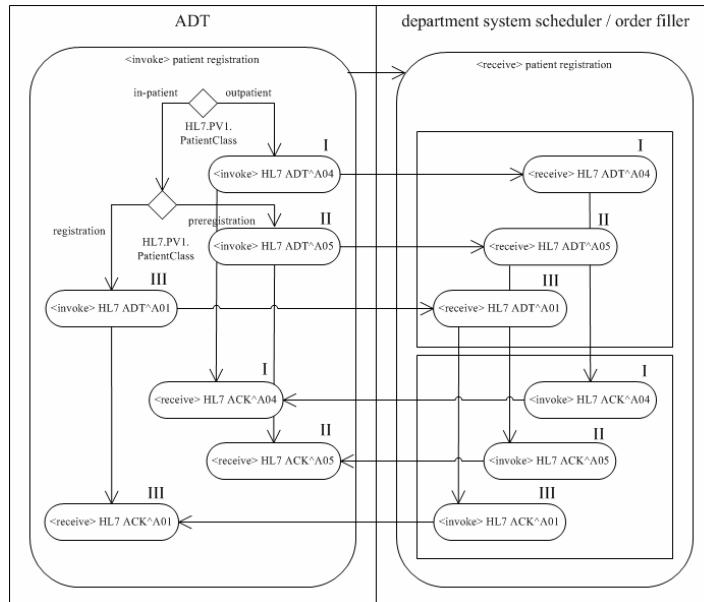 ADT
department system scheduler / order filler
<invoke> patient registration
<receive> patient registration
in-patient
outpatient
HL7.PV1.
PatientClass
I
<invoke> HL7 ADT^A04
I
<receive> HL7 ADT^A04
registration
preregistration
HL7.PV1.
PatientClass
II
<invoke> HL7 ADT^A05
II
<receive> HL7 ADT^A05
III
<invoke> HL7 ADT^A01
III
<receive> HL7 ADT^A01
I
<receive> HL7 ACK^A04
I
<invoke> HL7 ACK^A04
II
<receive> HL7 ACK^A05
II
<invoke> HL7 ACK^A05
III
<receive> HL7 ACK^A01
III
<invoke> HL7 ACK^A01